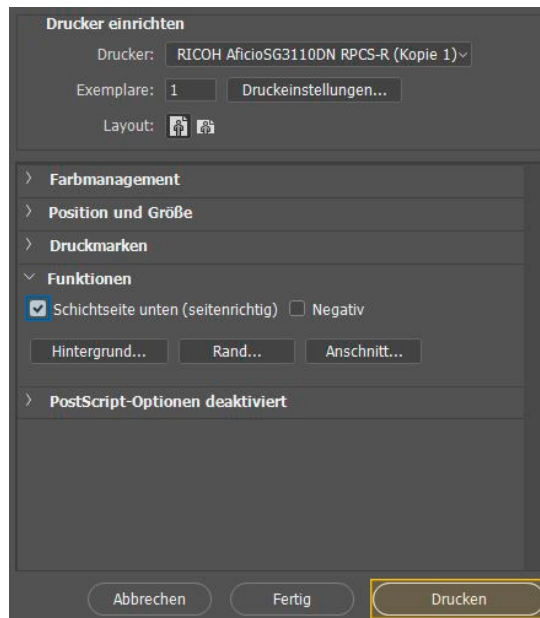 Drucker einrichten
Drucker: RICOH AficioSG3110DN RPCS-R (Kopie 1)
Exemplare: 1 Druckeinstellungen...
Layout:
Farbmanagement
Position und Größe
Druckmarken
Funktionen
Schichtseite unten (seitenrichtig) Negativ
Hintergrund... Rand... Anschnitt...
PostScript-Optionen deaktiviert
Abbrechen Fertig Drucken